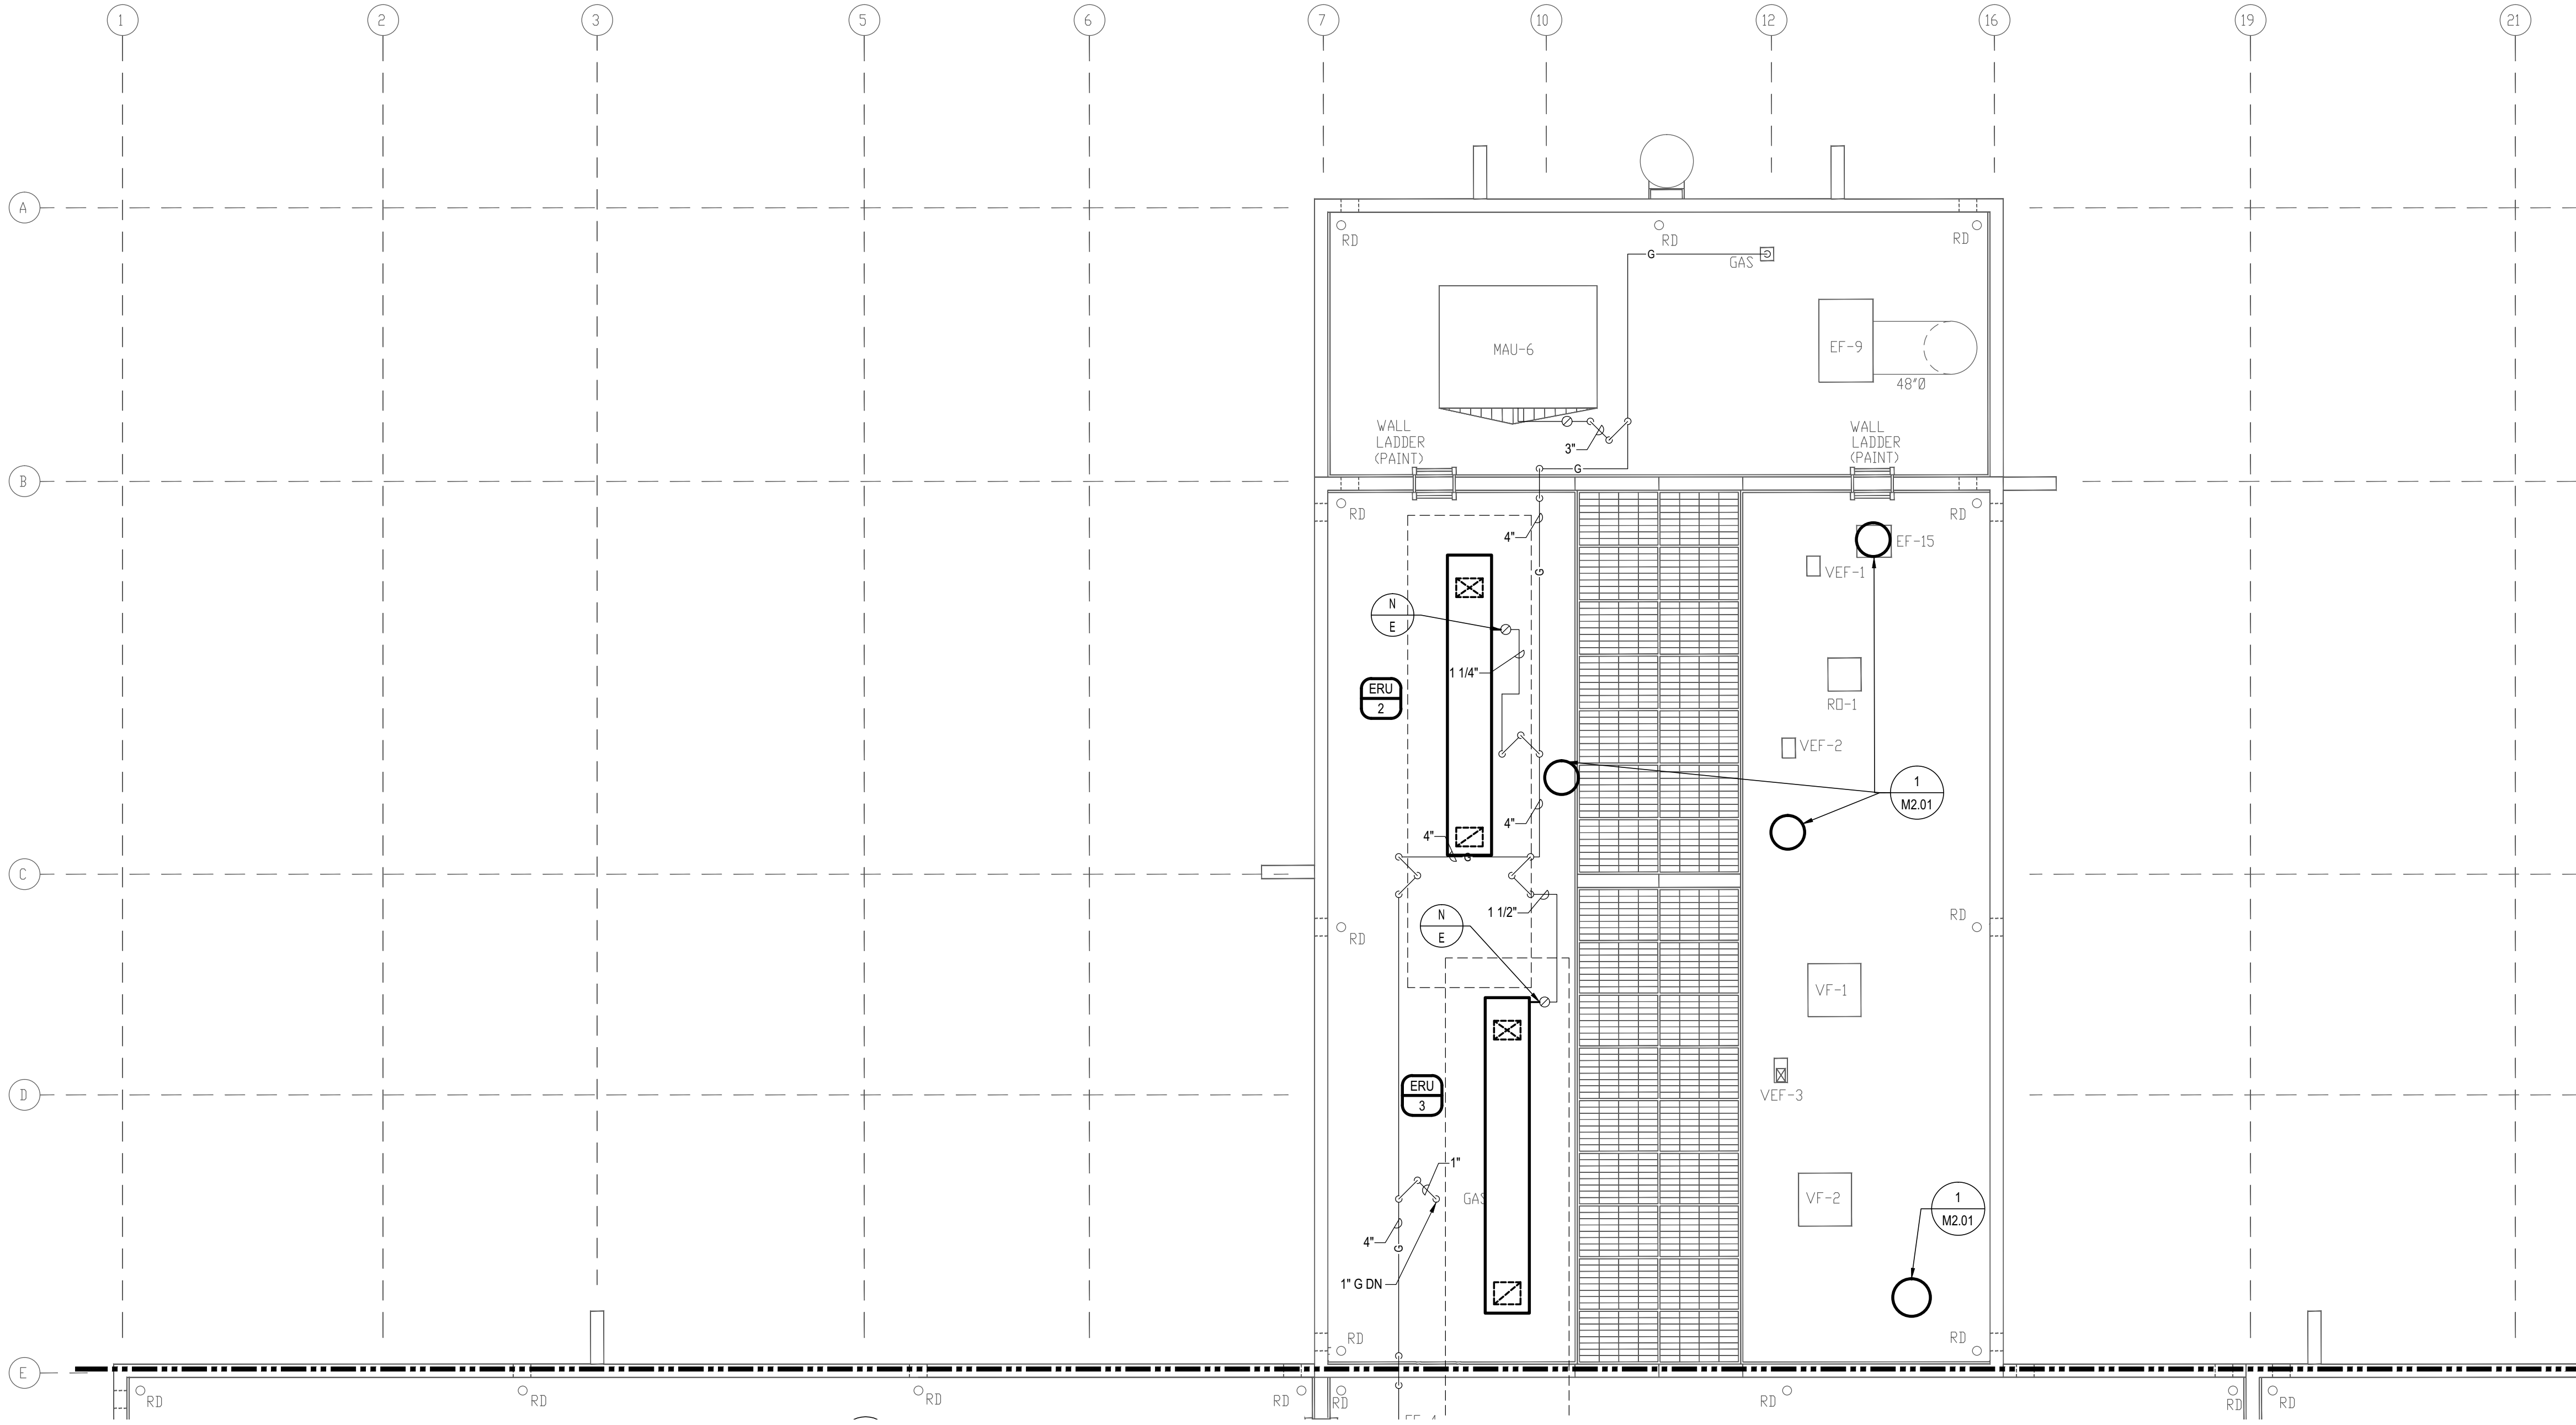 1 2 3 5 6 7 10 12 16 19 21
A
RD RD RD
G
GAS
MAU-6
EF-9
48"Ø
WALL
LADDER
(PAINT)
WALL
LADDER
(PAINT)
3"
G
B
RD RD
4"
EF-15
VEF-1
G
N
E
1 1/4"
ERU
2
RO-1
VEF-2
1
M2.01
4"
4"
G
C
1 1/2"
N
E
RD
RD
VF-1
ERU
3
D
VEF-3
1"
GAS
VF-2
1
M2.01
4"
G
1" G DN
RD RD
E
RD RD RD RD RD RD RD RD